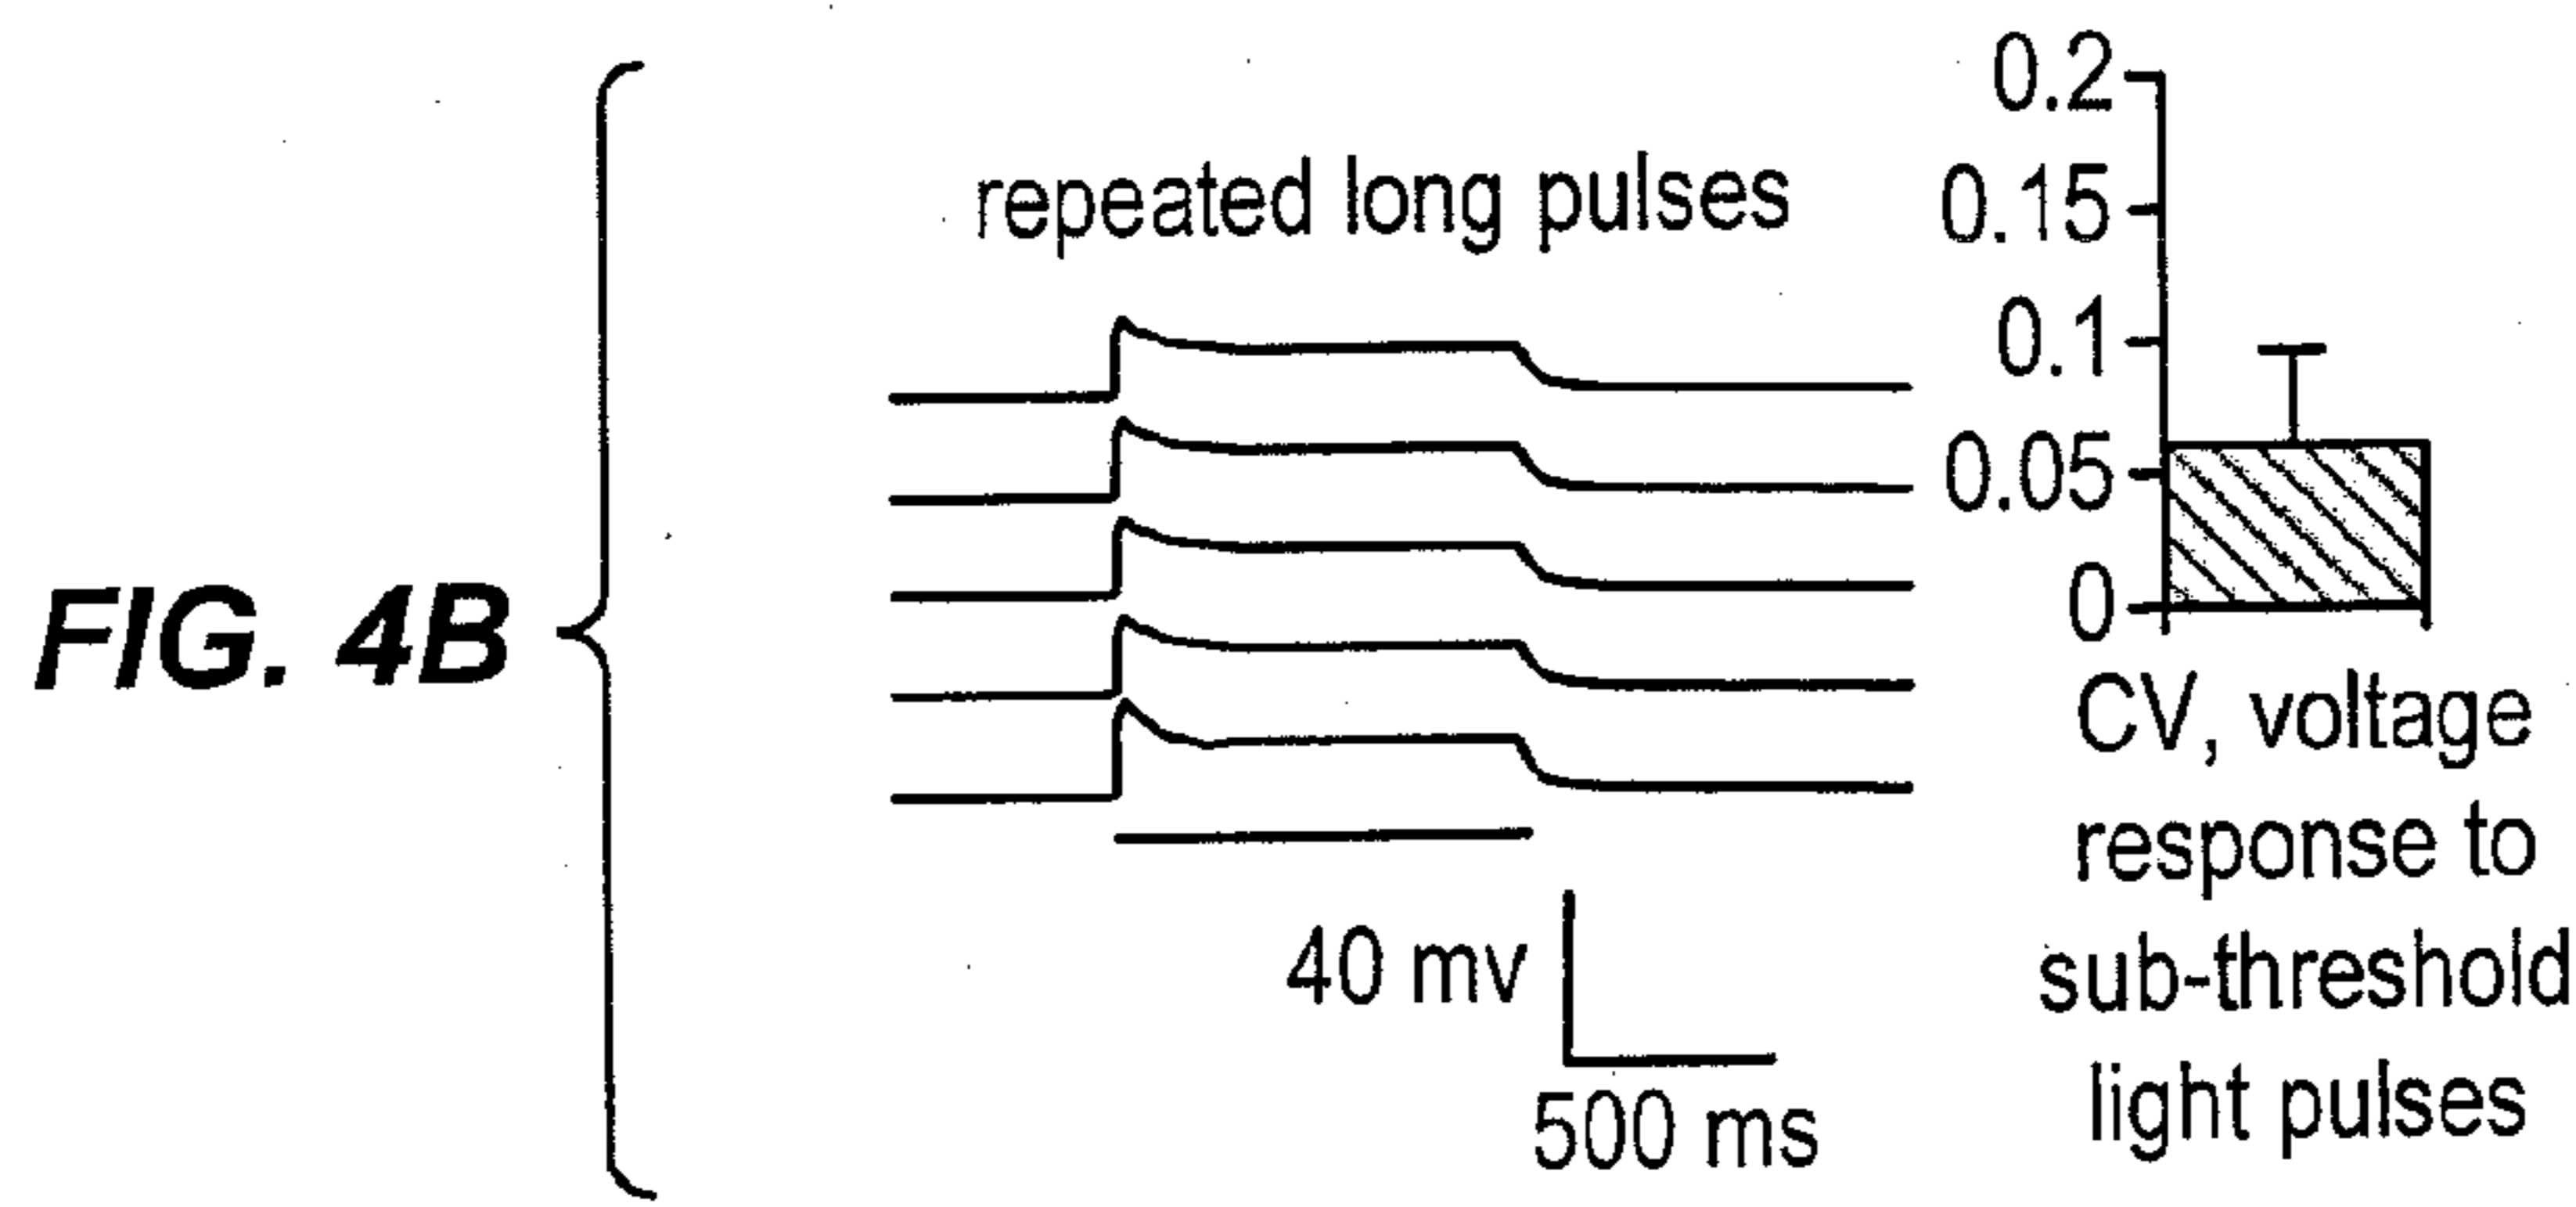 FIG. 4B
repeated long pulses
40 mv
500 ms
0.2
0.15
0.1
0.05
0
CV, voltage
response to
sub-threshold
light pulses